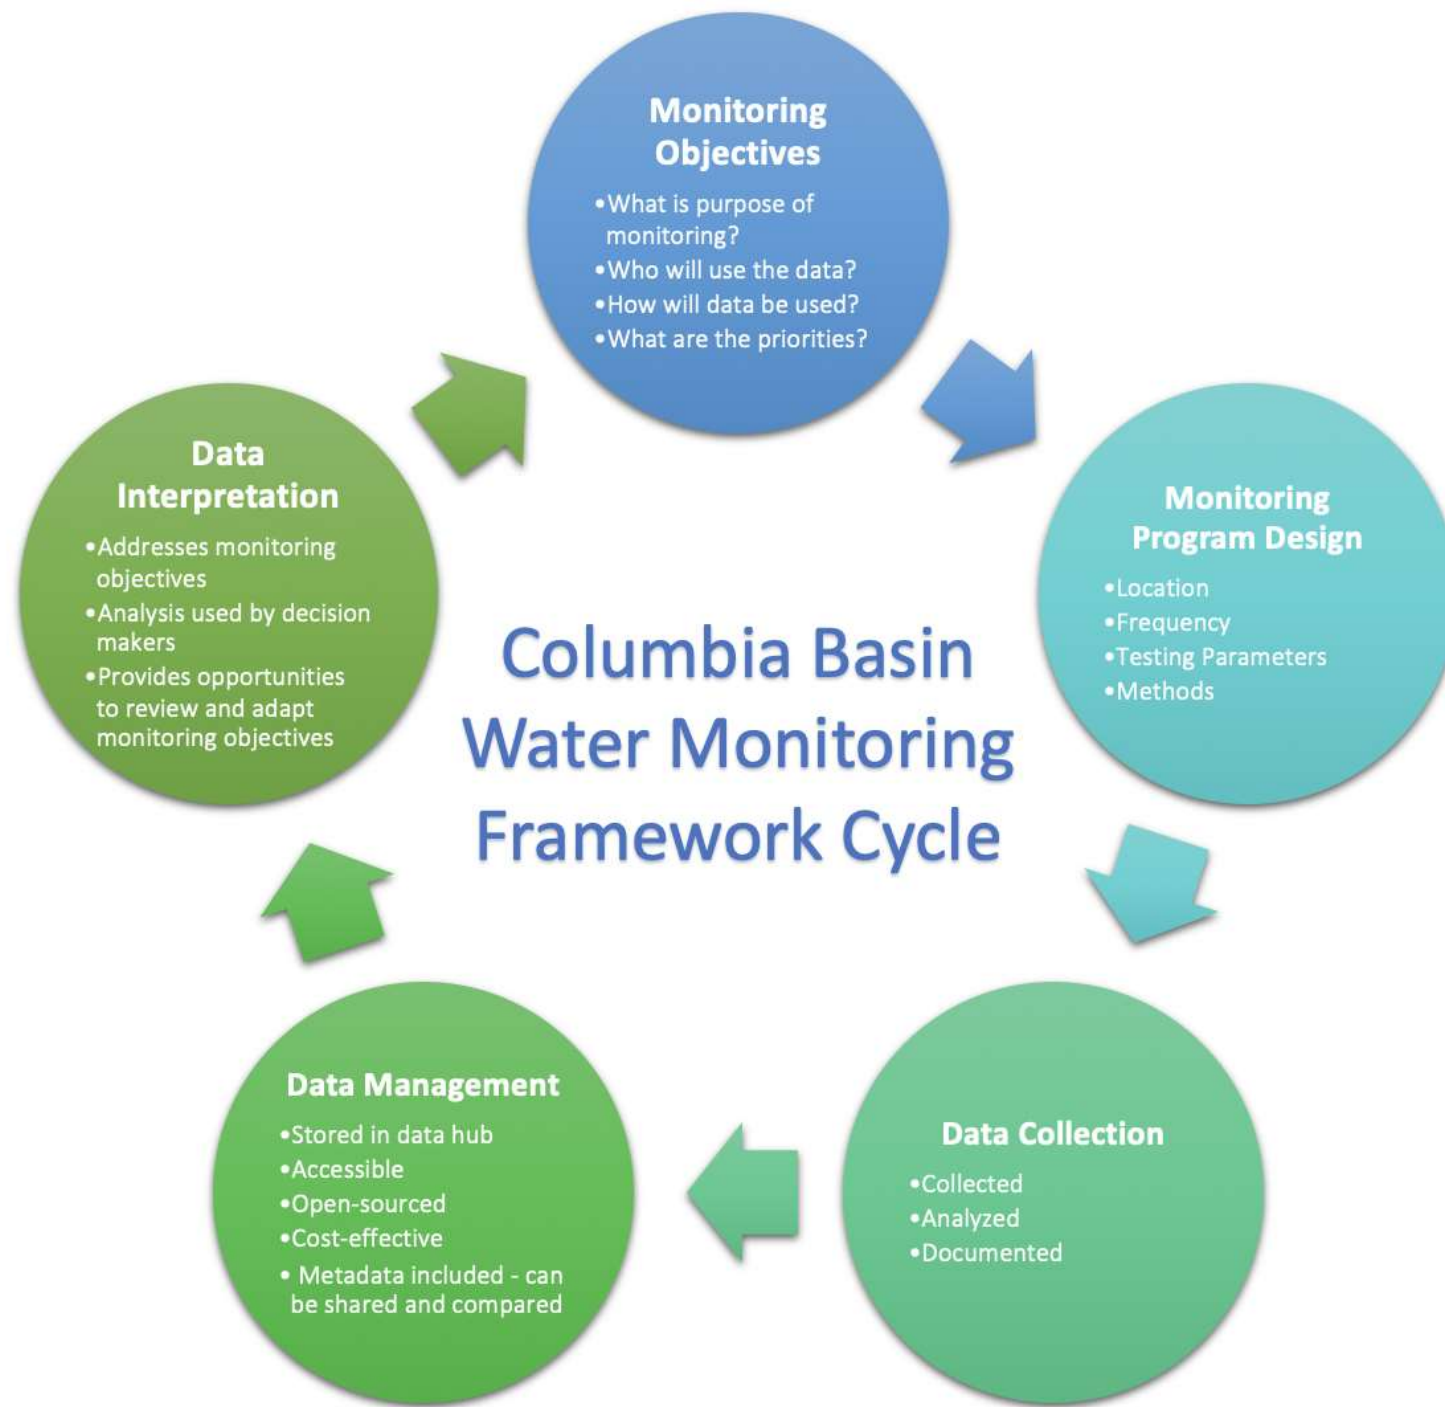 Monitoring
Objectives
•What is purpose of
monitoring?
•Who will use the data?
•How will data be used?
•What are the priorities?
Monitoring
Program Design
•Location
•Frequency
•Testing Parameters
•Methods
Data Collection
•Collected
•Analyzed
•Documented
Data Management
•Stored in data hub
•Accessible
•Open-sourced
•Cost-effective
• Metadata included - can
be shared and compared
Data
Interpretation
•Addresses monitoring
objectives
•Analysis used by decision
makers
•Provides opportunities
to review and adapt
monitoring objectives
Columbia Basin
Water Monitoring
Framework Cycle